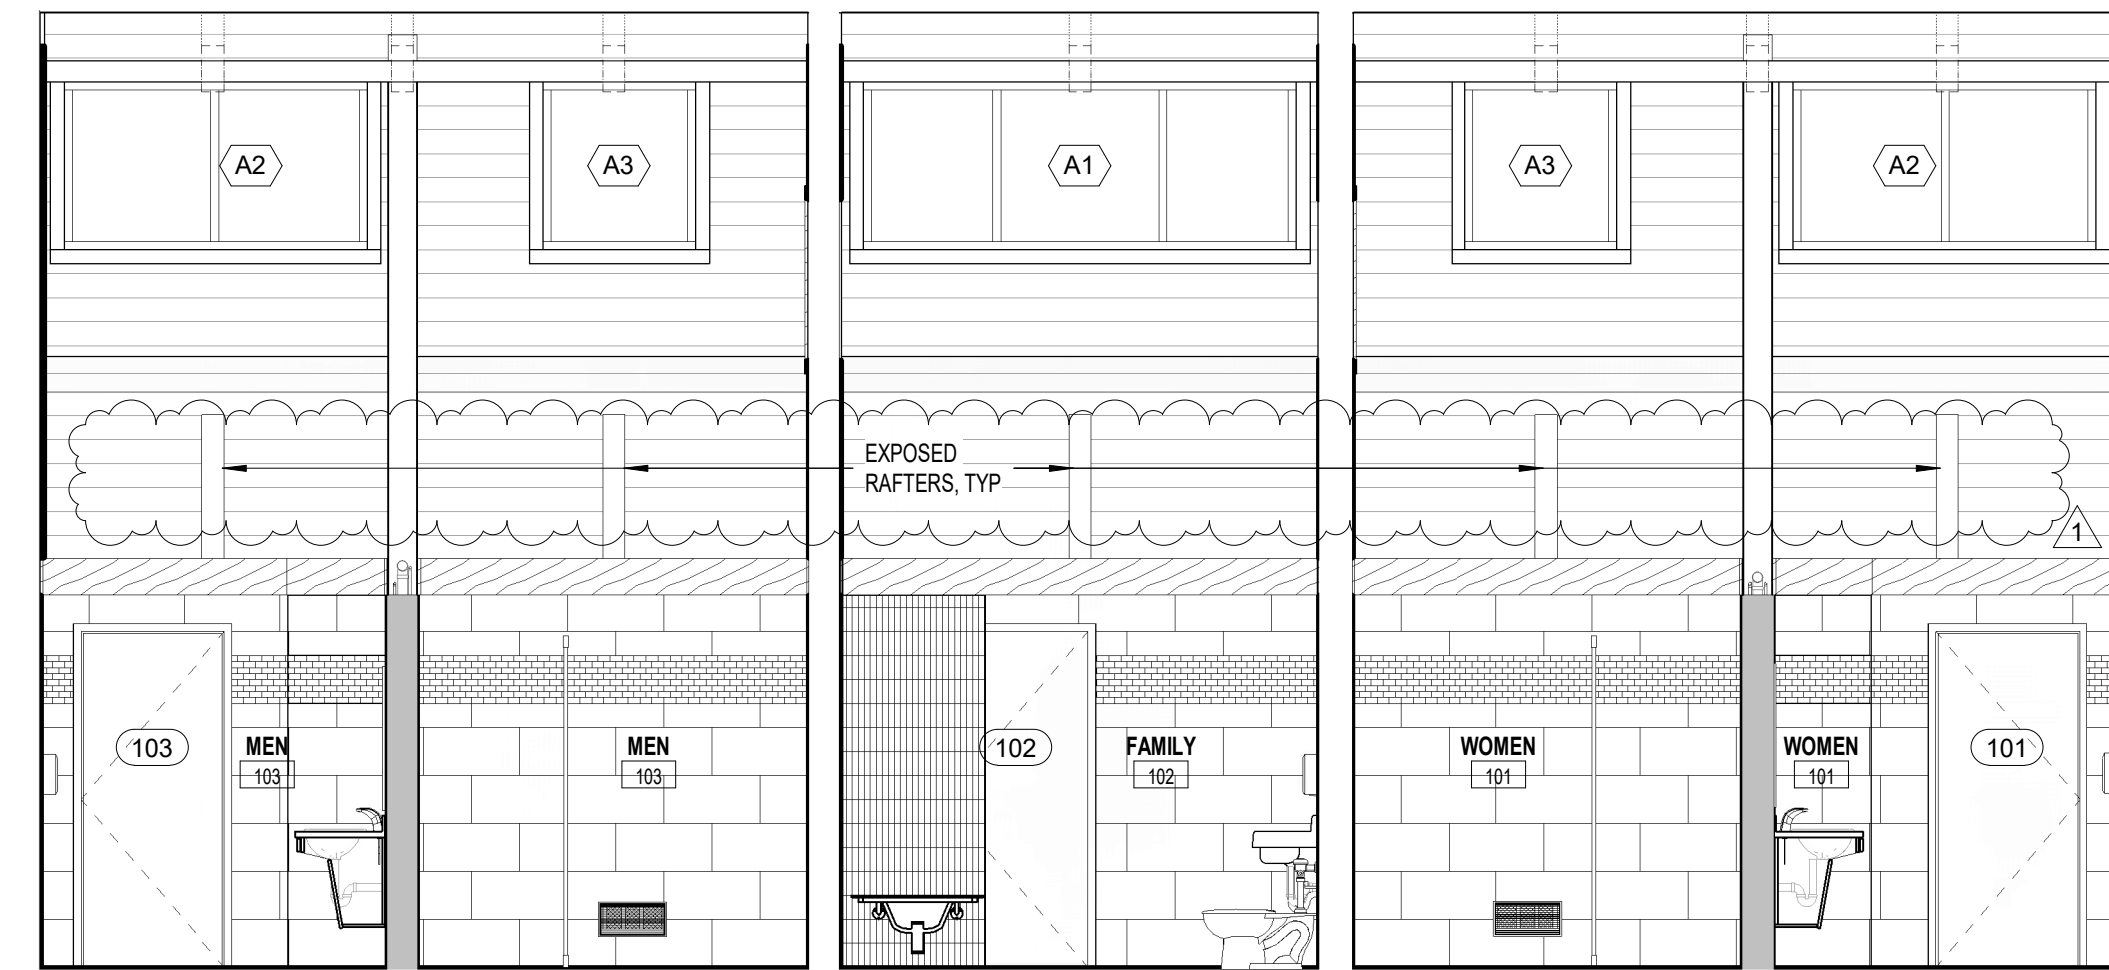 A2
A3
A1
A3
A2
EXPOSED
RAFTERS, TYP
1
103
MEN
103
MEN
103
102
FAMILY
102
WOMEN
101
WOMEN
101
101